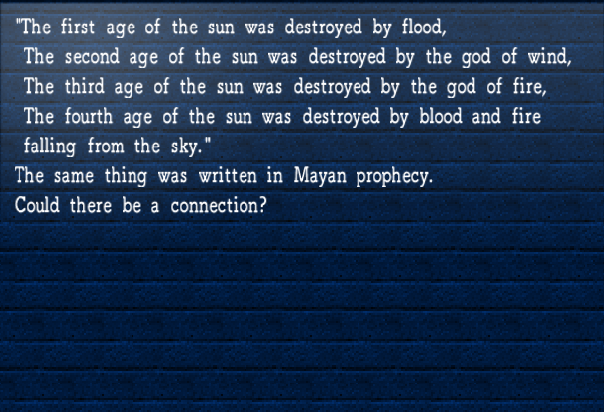 "The first age of the sun was destroyed by flood,
The second age of the sun was destroyed by the god of wind,
The third age of the sun was destroyed by the god of fire,
The fourth age of the sun was destroyed by blood and fire
falling from the sky."
The same thing was written in Mayan prophecy.
Could there be a connection?